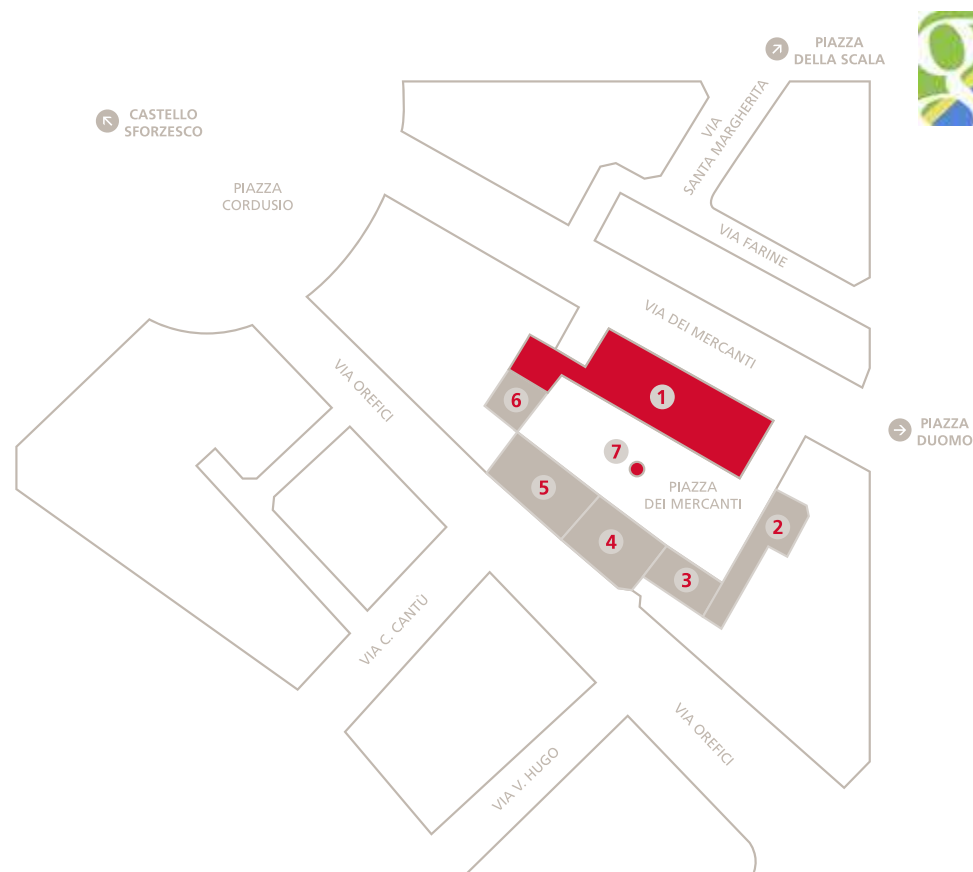 PIAZZA
DELLA SCALA
CASTELLO
SFORZESCO
VIA
SANTA MARGHERITA
PIAZZA
CORDUSIO
VIA FARINE
VIA DEI MERCANTI
VIA OREFICI
6
1
PIAZZA
DUOMO
7
5
PIAZZA
DEI MERCANTI
2
4
3
VIA C. CANTÙ
VIA OREFICI
VIA V. HUGO